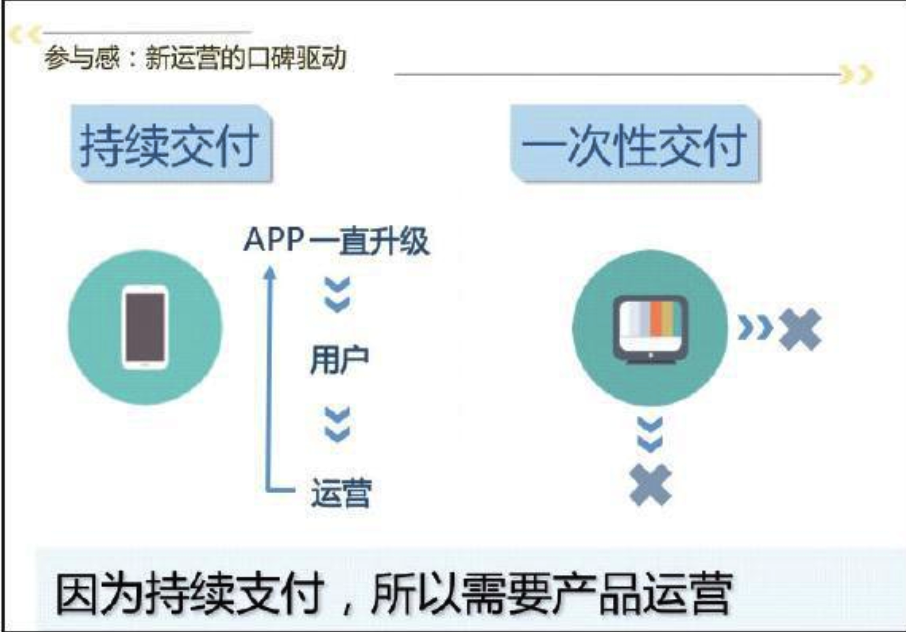 参与感：新运营的口碑驱动
持续交付
一次性交付
APP一直升级
用户
运营
因为持续支付，所以需要产品运营